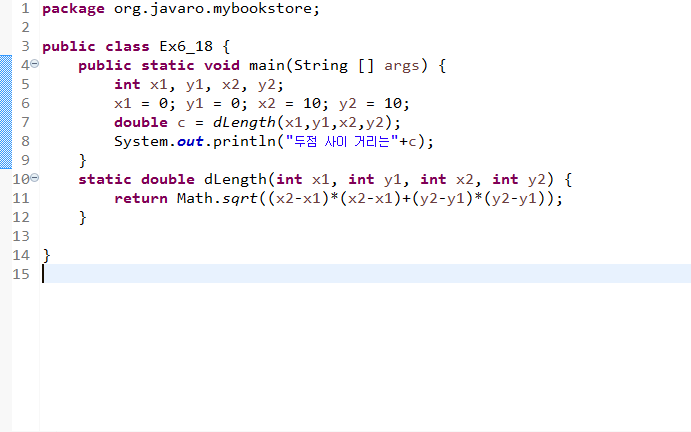 1 package org.javaro.mybookstore;
2
3 public class Ex6_18 {
4 public static void main(String [] args) {
5 int x1, y1, x2, y2;
6 x1 = 0; y1 = 0; x2 = 10; y2 = 10;
7 double c = dLength(x1,y1,x2,y2);
8 System.out.println("두점 사이 거리는"+c);
9 }
10 static double dLength(int x1, int y1, int x2, int y2) {
11 return Math.sqrt((x2-x1)*(x2-x1)+(y2-y1)*(y2-y1));
12 }
13
14 }
15